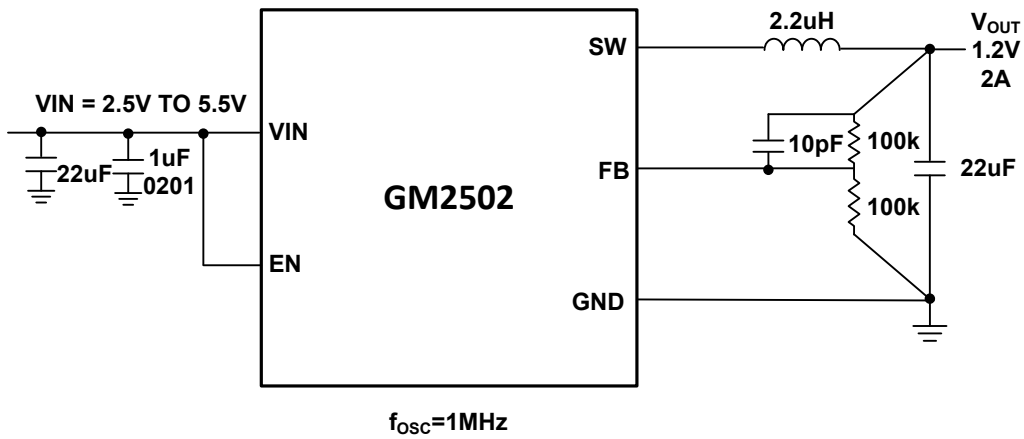 2.2uH
VOUT
1.2V
2A
SW
VIN = 2.5V TO 5.5V
VIN
22uF
1uF
0201
10pF
100k
FB
22uF
100k
GM2502
EN
GND
fOSC=1MHz